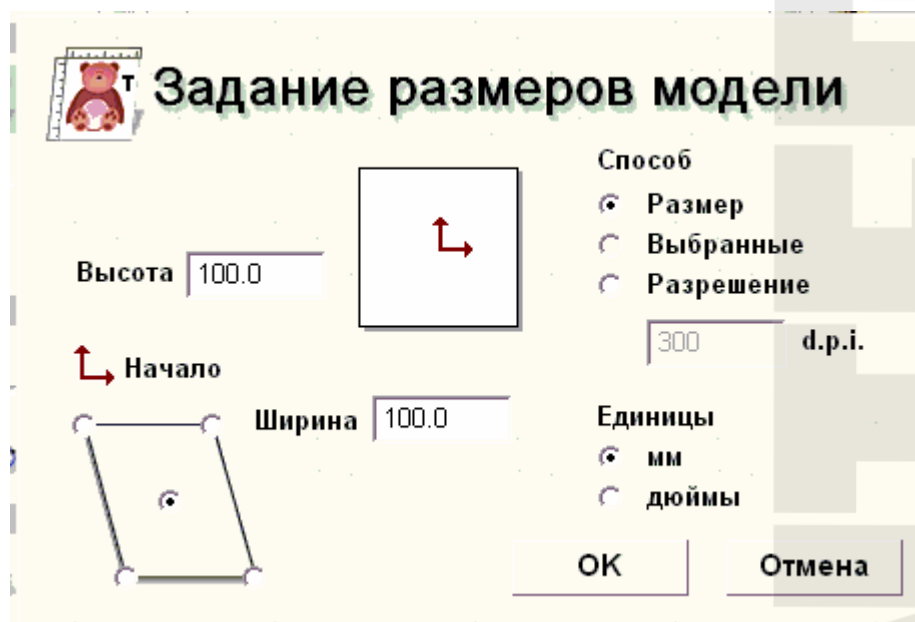 Т
Задание размеров модели
Способ
Размер
Выбранные
Разрешение
300 d.p.i.
Высота 100.0
Начало
Ширина 100.0
Единицы
мм
дюймы
OK Отмена